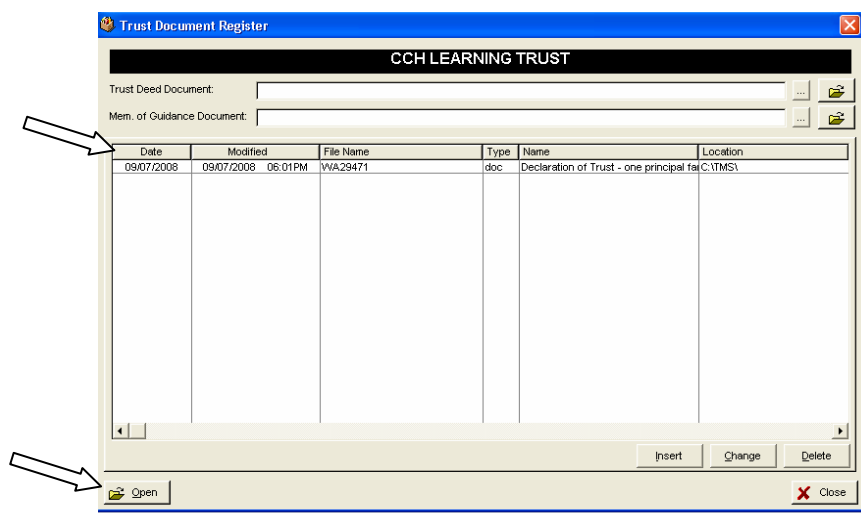 Trust Document Register
CCH LEARNING TRUST
Trust Deed Document: ...
Mem. of Guidance Document: ...
Date Modified File Name Type Name Location
09/07/2008 09/07/2008 06:01PM WA29471 doc Declaration of Trust - one principal fa C:\TMS\
Insert Change Delete
Open Close